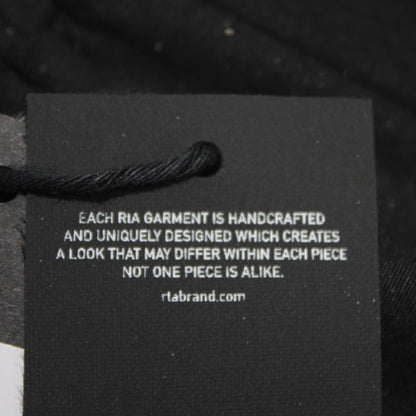 EACH RtA GARMENT IS HANDCRAFTED
AND UNIQUELY DESIGNED WHICH CREATES
A LOOK THAT MAY DIFFER WITHIN EACH PIECE
NOT ONE PIECE IS ALIKE.
rtabrand.com